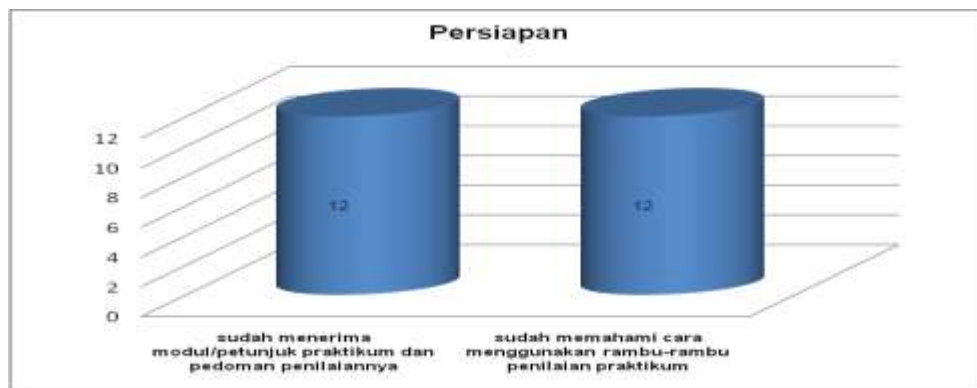 Persiapan
12
10
8
6
4
2
0
12
12
sudah menerima
modul/petunjuk praktikum dan
pedoman penilaiannya
sudah memahami cara
menggunakan rambu-rambu
penilaian praktikum